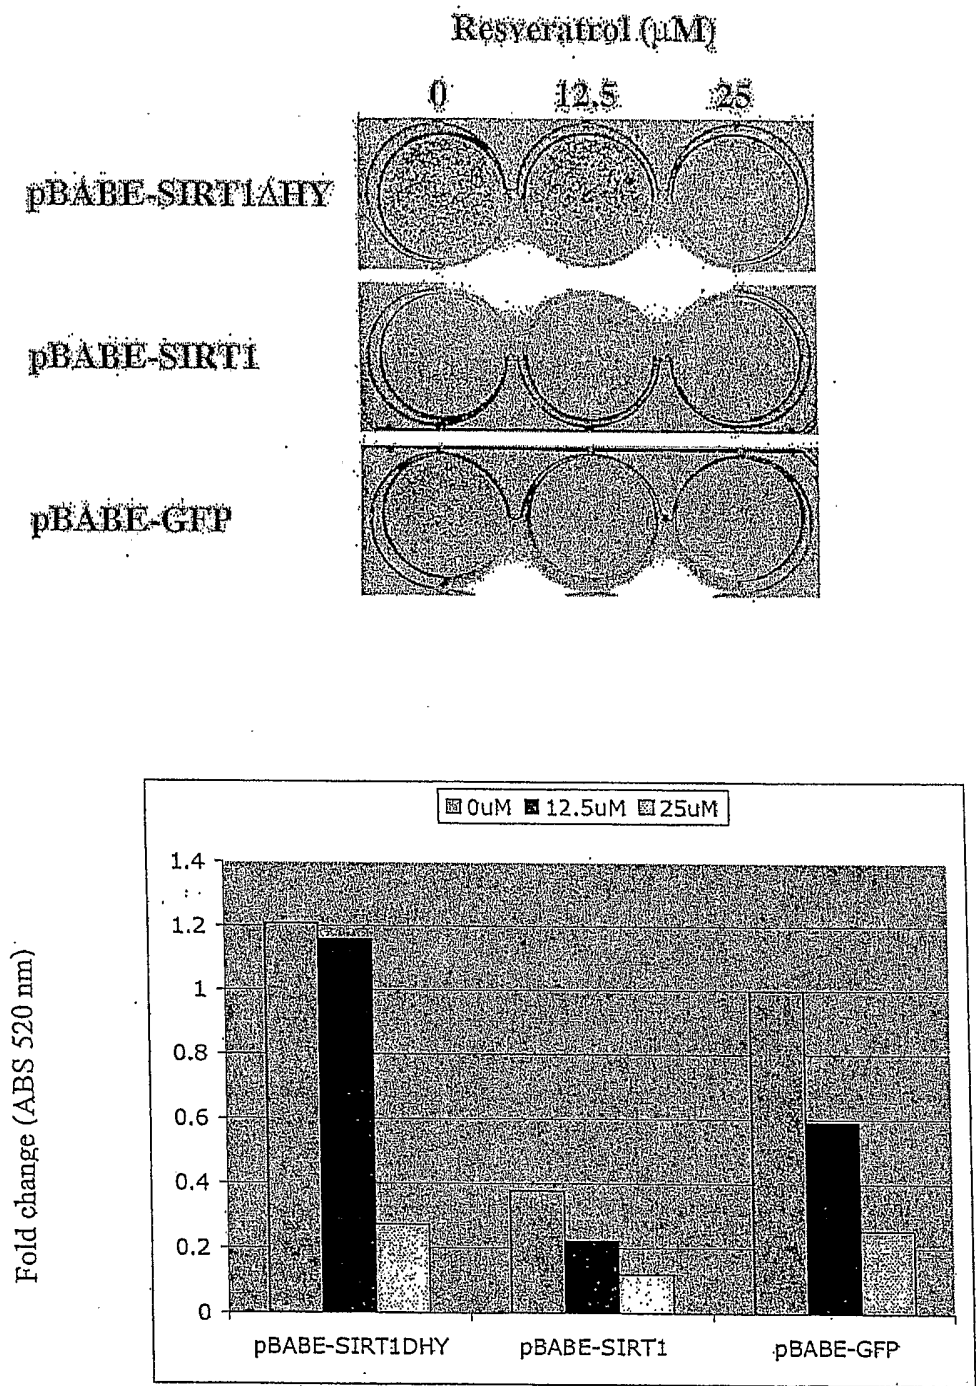 Resveratrol (µM)
0 12.5 25
pBABE-SIRT1ΔHY
pBABE-SIRT1
pBABE-GFP
0uM 12.5uM 25uM
Fold change (ABS 520 nm)
1.4
1.2
1
0.8
0.6
0.4
0.2
0
pBABE-SIRT1DHY pBABE-SIRT1 pBABE-GFP